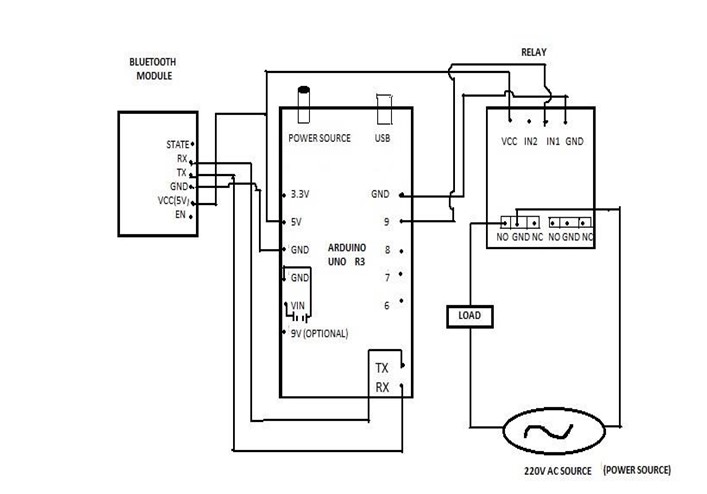 RELAY
BLUETOOTH
MODULE
POWER SOURCE
USB
VCC IN2 IN1 GND
STATE
RX
TX
GND
VCC(5V)
EN
3.3V
5V
GND
GND
VIN
9V (OPTIONAL)
ARDUINO
UNO R3
GND
9
8
7
6
TX
RX
NO GND NC NO GND NC
LOAD
220V AC SOURCE (POWER SOURCE)